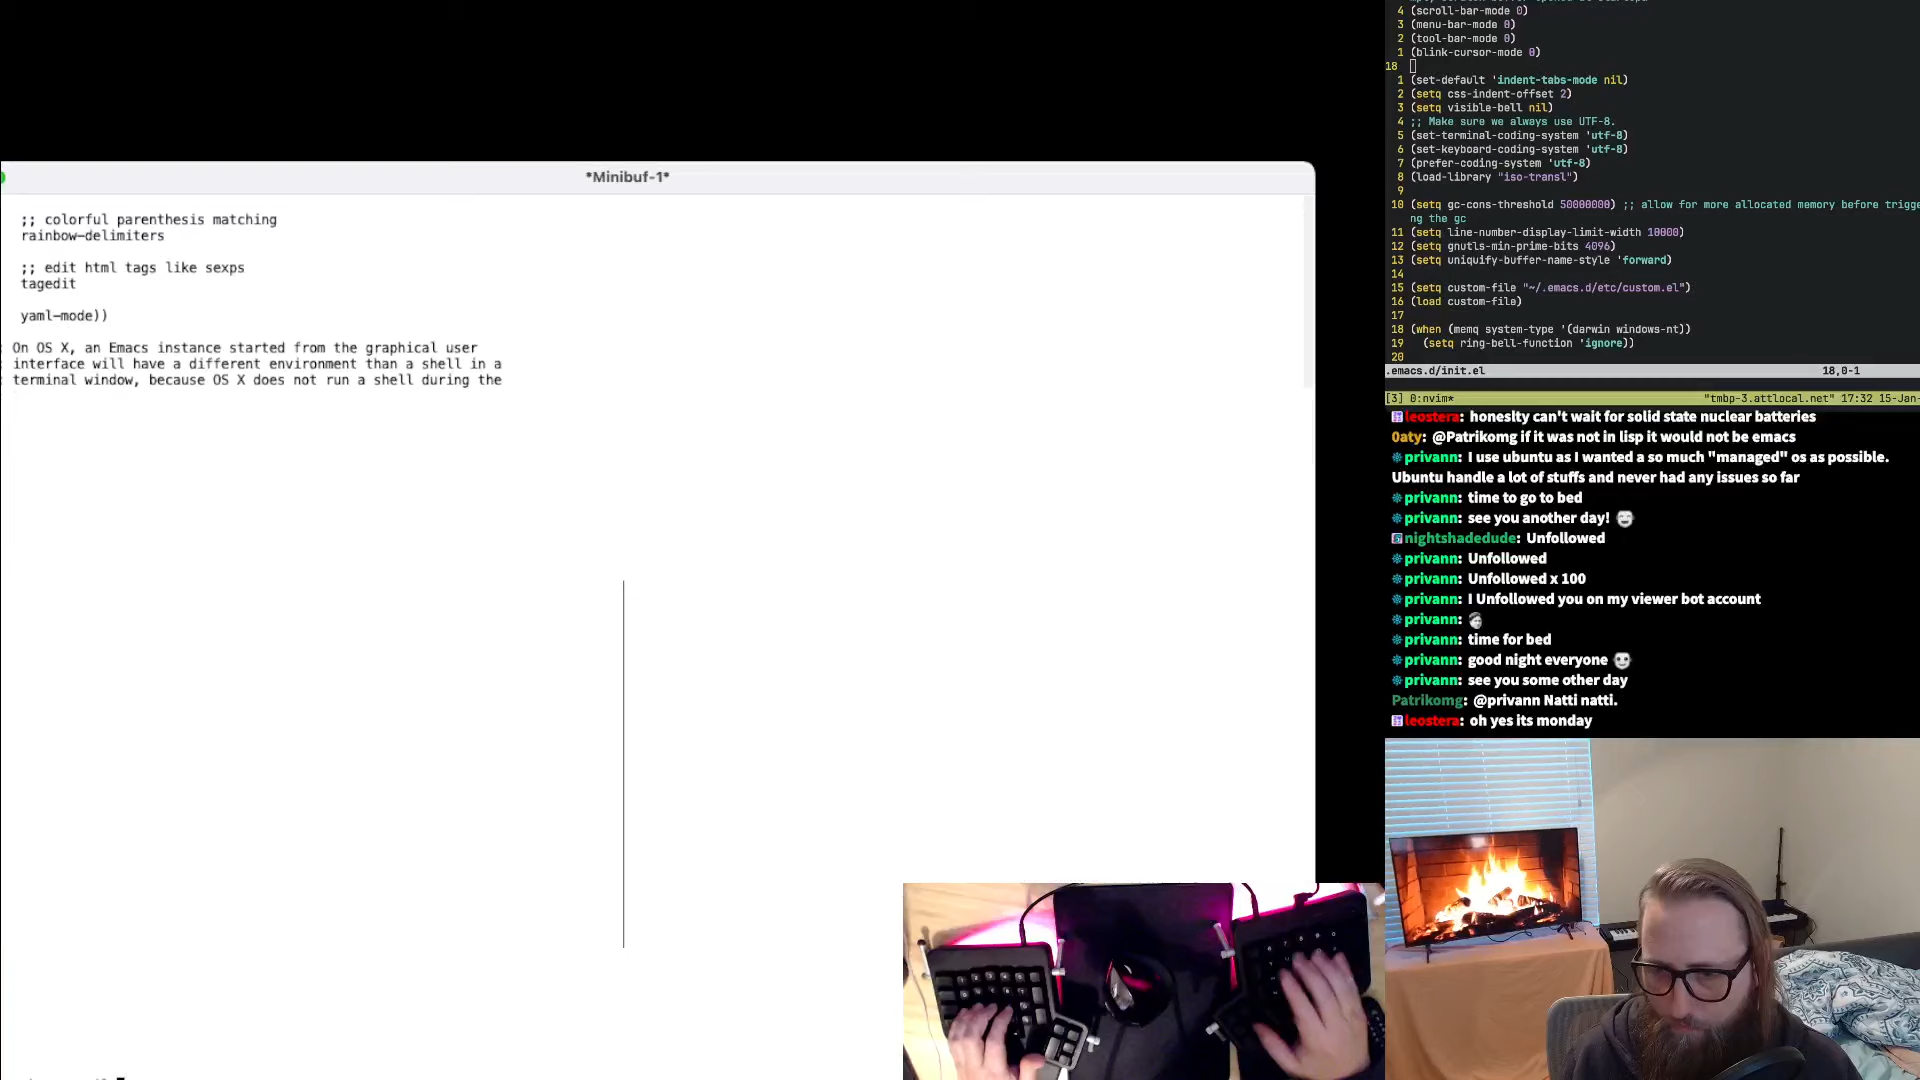 *Minibuf-1*
;; colorful parenthesis matching
rainbow-delimiters
;; edit html tags like sexps
tagedit
yaml-mode))
On OS X, an Emacs instance started from the graphical user
interface will have a different environment than a shell in a
terminal window, because OS X does not run a shell during the
4 (scroll-bar-mode 0)
3 (menu-bar-mode 0)
2 (tool-bar-mode 0)
1 (blink-cursor-mode 0)
18
1 (set-default 'indent-tabs-mode nil)
2 (setq css-indent-offset 2)
3 (setq visible-bell nil)
4 ;; Make sure we always use UTF-8.
5 (set-terminal-coding-system 'utf-8)
6 (set-keyboard-coding-system 'utf-8)
7 (prefer-coding-system 'utf-8)
8 (load-library "iso-transl")
9
10 (setq gc-cons-threshold 50000000) ;; allow for more allocated memory before trigge
ng the gc
11 (setq line-number-display-limit-width 10000)
12 (setq gnutls-min-prime-bits 4096)
13 (setq uniquify-buffer-name-style 'forward)
14
15 (setq custom-file "~/.emacs.d/etc/custom.el")
16 (load custom-file)
17
18 (when (memq system-type '(darwin windows-nt))
19 (setq ring-bell-function 'ignore))
20
.emacs.d/init.el 18,0-1
[3] 0:nvim* "tmbp-3.attlocal.net" 17:32 15-Jan-
leostera: honeslty can't wait for solid state nuclear batteries
0aty: @Patrikomg if it was not in lisp it would not be emacs
privann: I use ubuntu as I wanted a so much "managed" os as possible.
Ubuntu handle a lot of stuffs and never had any issues so far
privann: time to go to bed
privann: see you another day!
nightshadedude: Unfollowed
privann: Unfollowed
privann: Unfollowed x 100
privann: I Unfollowed you on my viewer bot account
privann:
privann: time for bed
privann: good night everyone
privann: see you some other day
Patrikomg: @privann Natti natti.
leostera: oh yes its monday